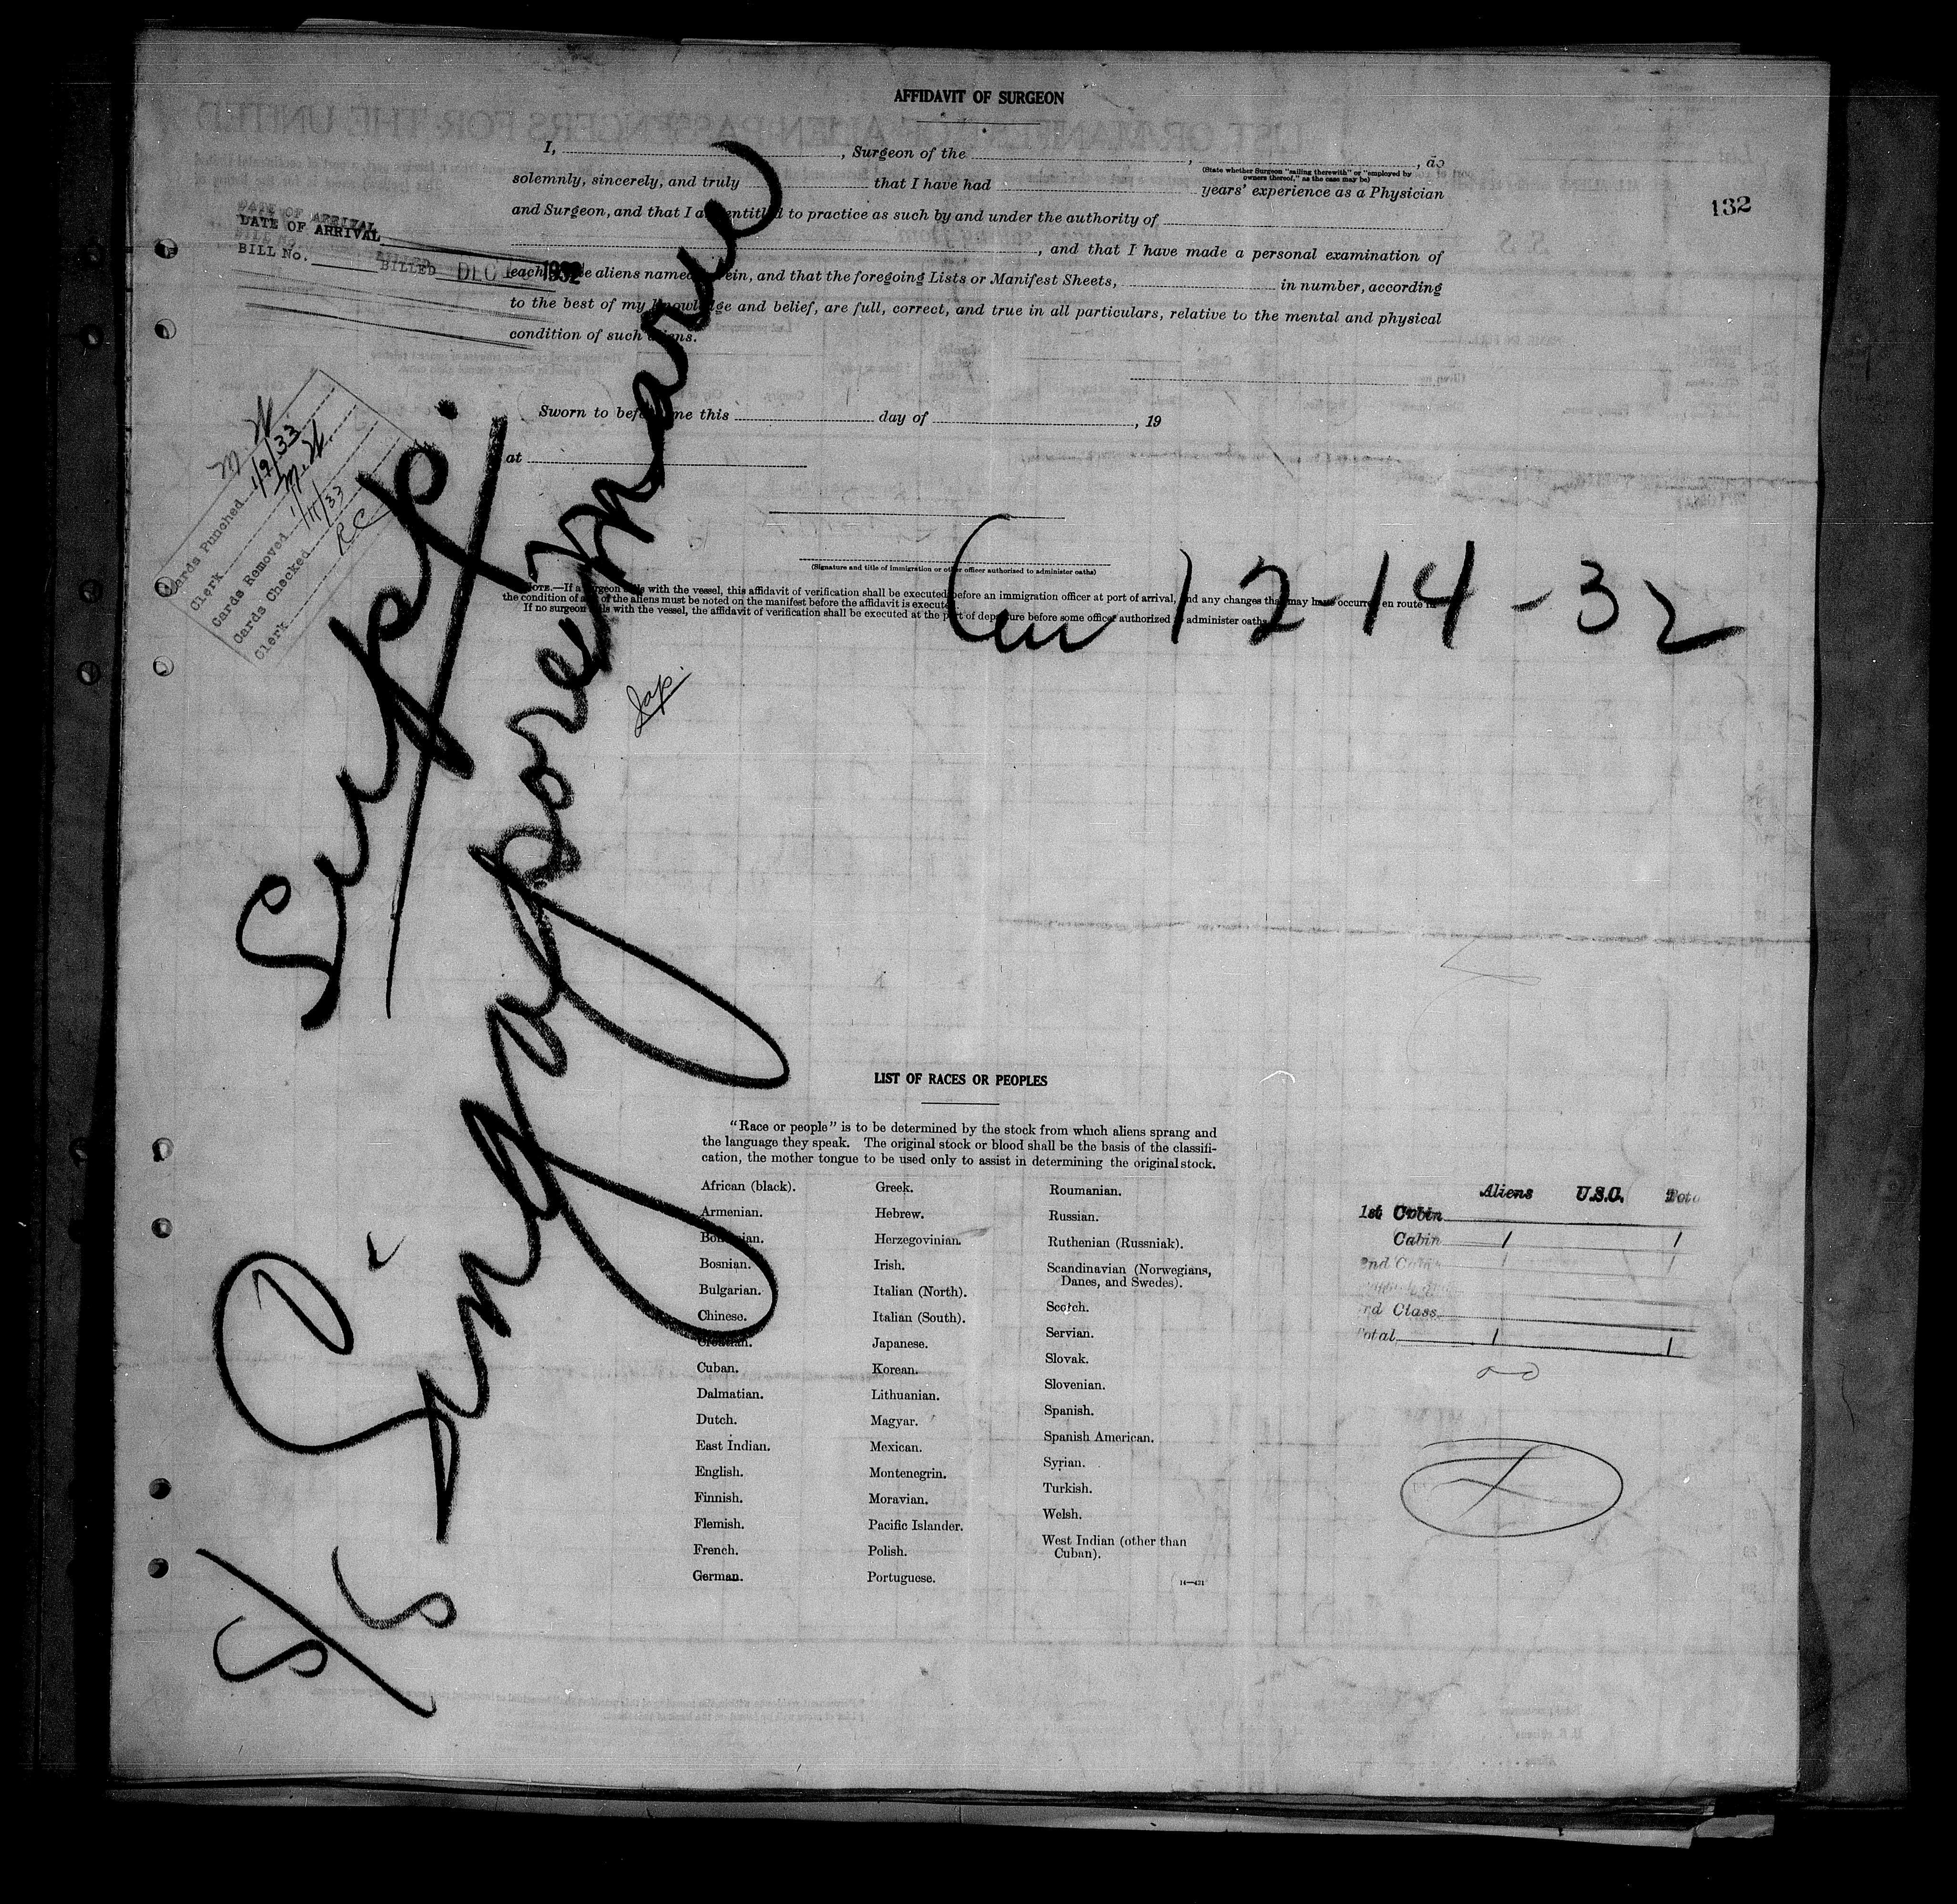 AFFIDAVIT OF SURGEON
I, , Surgeon of the , , do
(State whether Surgeon "sailing therewith" or "employed by
owners thereof," as the case may be)
solemnly, sincerely, and truly that I have had years' experience as a Physician
and Surgeon, and that I am entitled to practice as such by and under the authority of
, and that I have made a personal examination of
each of the aliens named herein, and that the foregoing Lists or Manifest Sheets, in number, according
to the best of my knowledge and belief, are full, correct, and true in all particulars, relative to the mental and physical
condition of such aliens.
132
DATE OF ARRIVAL
DATE OF ARRIVAL
BILL No. BILLED DEC 1932
Sworn to before me this day of , 19
at
(Signature and title of immigration or other officer authorized to administer oaths)
NOTE.—If a surgeon sails with the vessel, this affidavit of verification shall be executed before an immigration officer at port of arrival, and any changes that may have occurred en route in
the condition of any of the aliens must be noted on the manifest before the affidavit is executed.
If no surgeon sails with the vessel, the affidavit of verification shall be executed at the port of departure before some officer authorized to administer oaths.
M. W
Cards Punched 1/9/33
Clerk M. W.
Cards Removed 1/11/33
Cards Checked RC
Clerk
Supp.
S/S Singapore Maru
12-14-32
Jap.
LIST OF RACES OR PEOPLES
"Race or people" is to be determined by the stock from which aliens sprang and
the language they speak. The original stock or blood shall be the basis of the classifi-
cation, the mother tongue to be used only to assist in determining the original stock.
African (black).
Armenian.
Bohemian.
Bosnian.
Bulgarian.
Chinese.
Croatian.
Cuban.
Dalmatian.
Dutch.
East Indian.
English.
Finnish.
Flemish.
French.
German.
Greek.
Hebrew.
Herzegovinian.
Irish.
Italian (North).
Italian (South).
Japanese.
Korean.
Lithuanian.
Magyar.
Mexican.
Montenegrin.
Moravian.
Pacific Islander.
Polish.
Portuguese.
Roumanian.
Russian.
Ruthenian (Russniak).
Scandinavian (Norwegians,
Danes, and Swedes).
Scotch.
Servian.
Slovak.
Slovenian.
Spanish.
Spanish American.
Syrian.
Turkish.
Welsh.
West Indian (other than
Cuban).
14—421
Aliens U.S.C. Tota
1st Cabin
Cabin 1 1
2nd Cabin 1 1
rd Class
Total 1 1